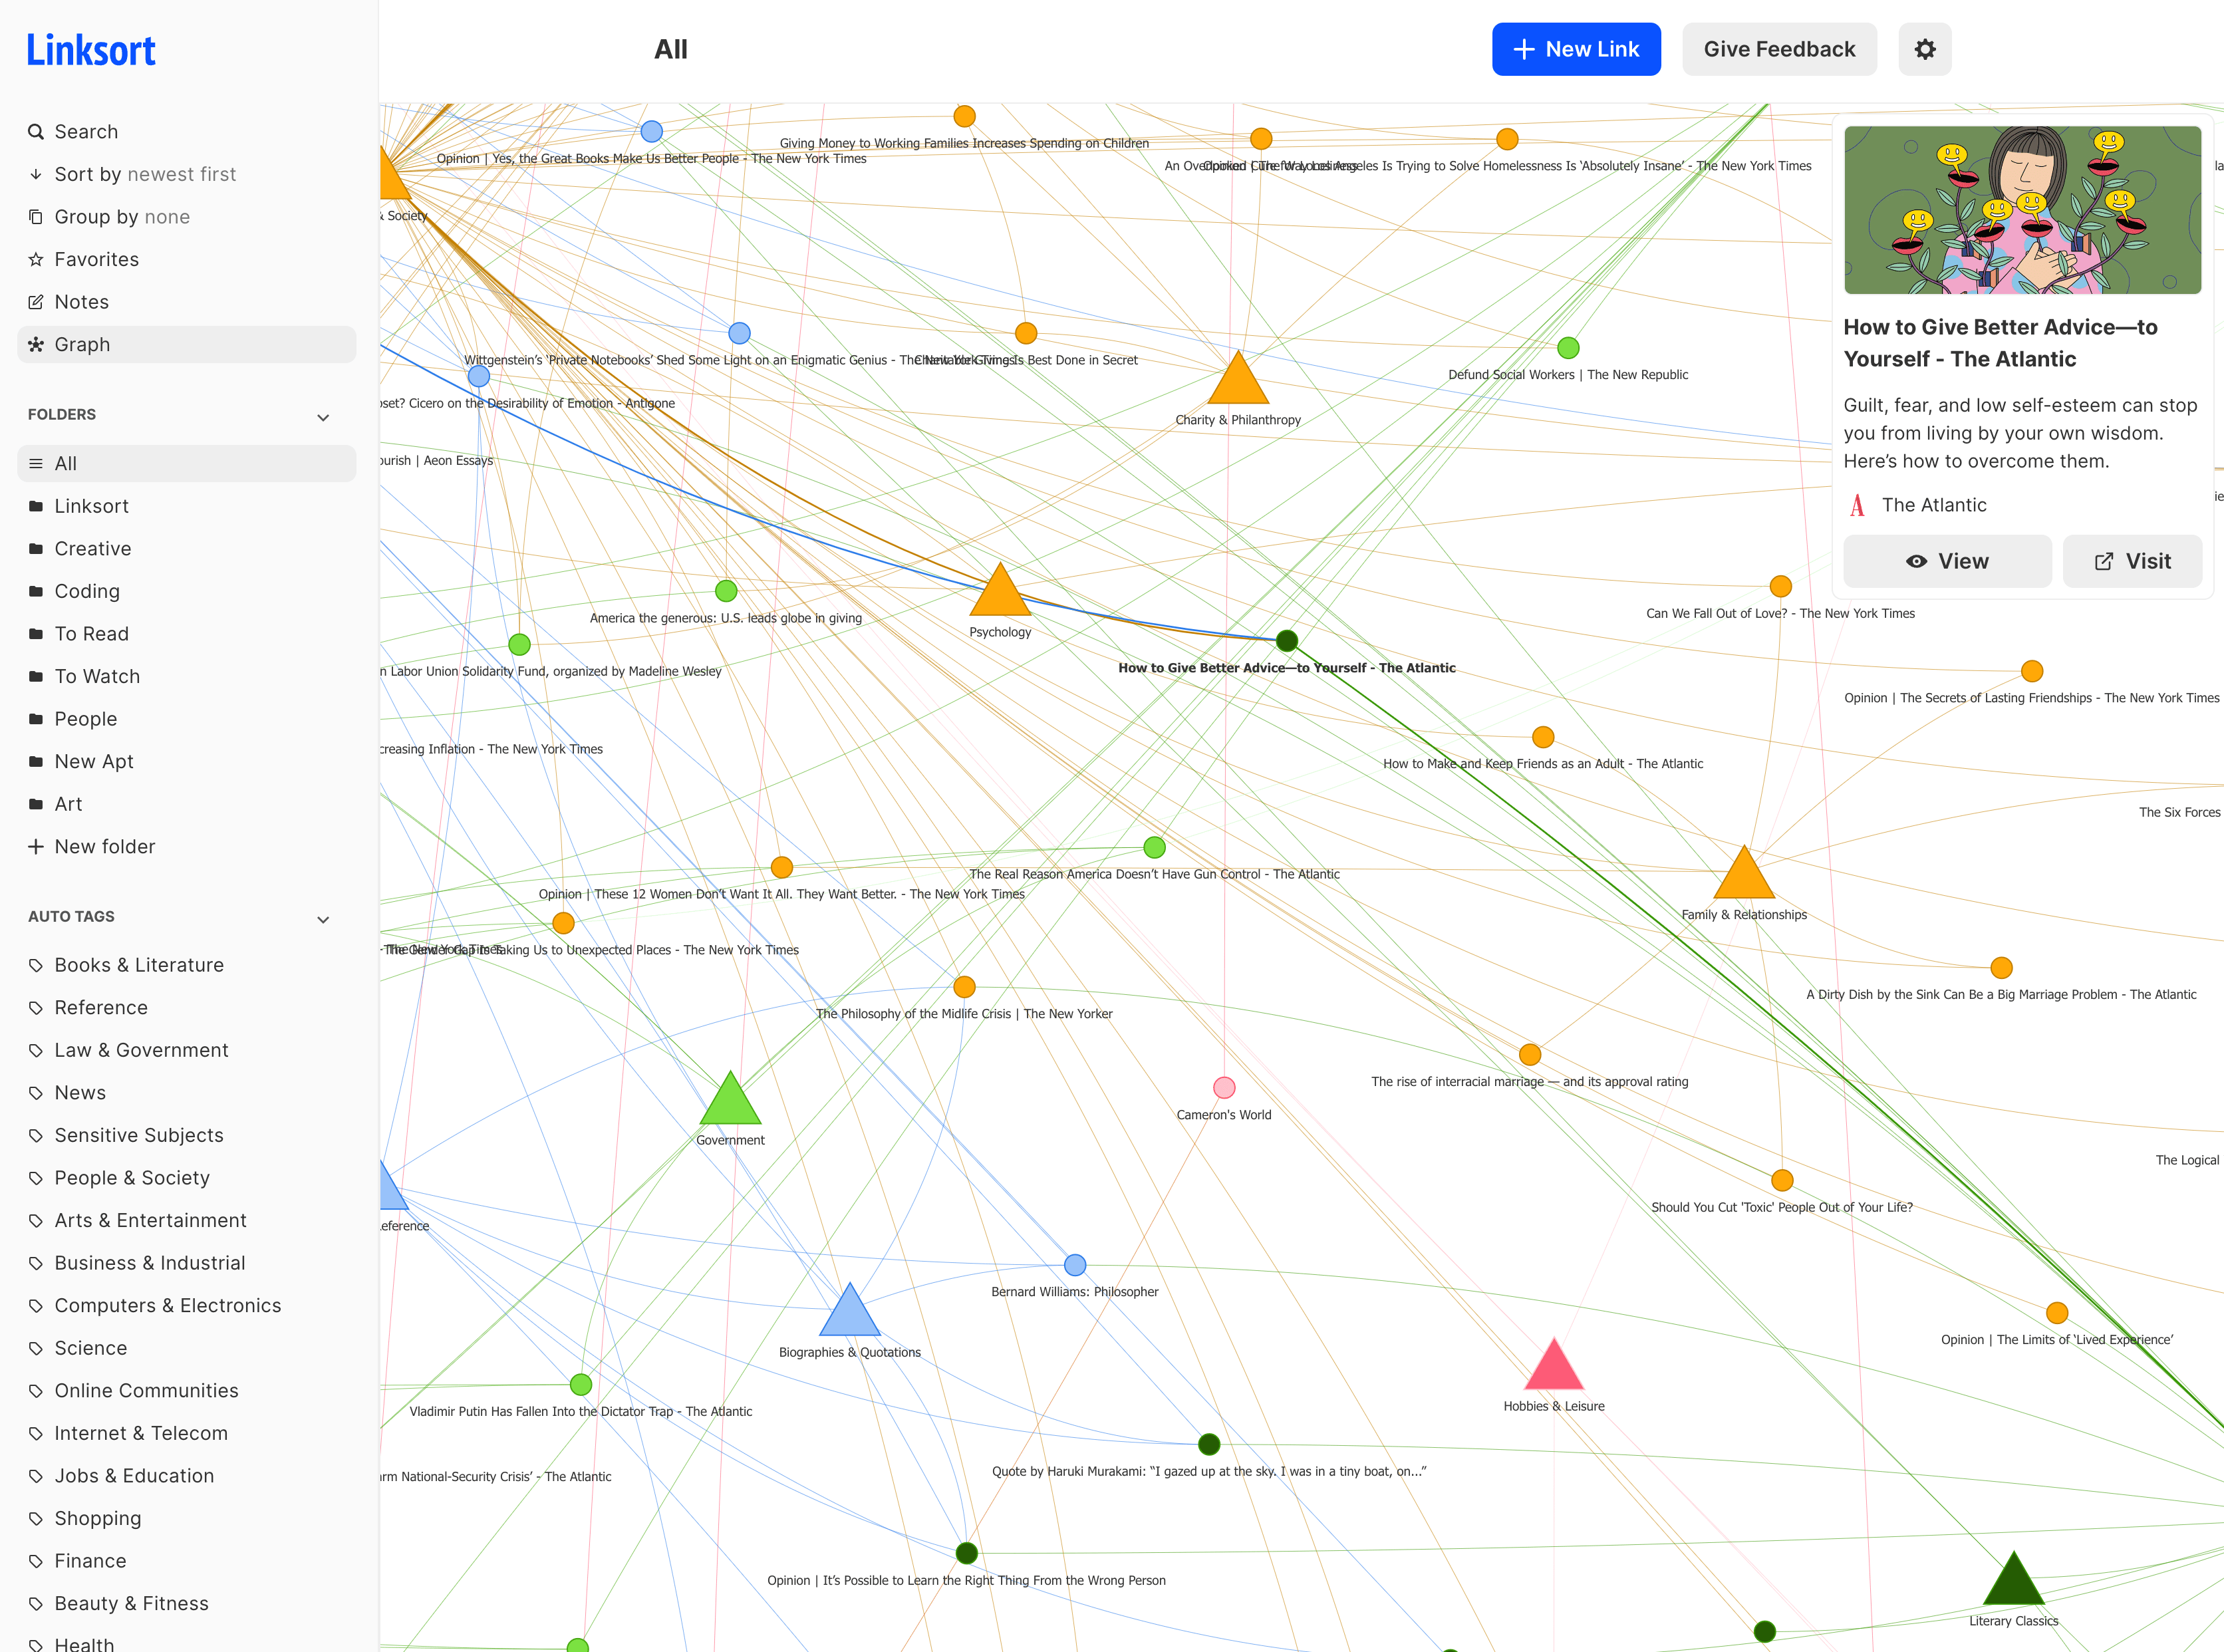 Linksort
All
New Link
Give Feedback
Search
Sort by newest first
Group by none
Favorites
Notes
Graph
FOLDERS
All
Linksort
Creative
Coding
To Read
To Watch
People
New Apt
Art
New folder
AUTO TAGS
Books & Literature
Reference
Law & Government
News
Sensitive Subjects
People & Society
Arts & Entertainment
Business & Industrial
Computers & Electronics
Science
Online Communities
Internet & Telecom
Jobs & Education
Shopping
Finance
Beauty & Fitness
Health
Giving Money to Working Families Increases Spending on Children
Opinion | Yes, the Great Books Make Us Better People - The New York Times
An Overlooked Cure for Loneliness
Opinion | The Way Los Angeles Is Trying to Solve Homelessness Is ‘Absolutely Insane’ - The New York Times
& Society
Wittgenstein’s ‘Private Notebooks’ Shed Some Light on an Enigmatic Genius - The New York Times
Charitable Giving Is Best Done in Secret
Defund Social Workers | The New Republic
Cicero on the Desirability of Emotion - Antigone
Charity & Philanthropy
| Aeon Essays
America the generous: U.S. leads globe in giving
Psychology
Can We Fall Out of Love? - The New York Times
Labor Union Solidarity Fund, organized by Madeline Wesley
How to Give Better Advice—to Yourself - The Atlantic
Opinion | The Secrets of Lasting Friendships - The New York Times
Inflation - The New York Times
How to Make and Keep Friends as an Adult - The Atlantic
The Six Forces
The Real Reason America Doesn’t Have Gun Control - The Atlantic
Opinion | These 12 Women Don’t Want It All. They Want Better. - The New York Times
Family & Relationships
- The New York Times
The Gender Gap Is Taking Us to Unexpected Places - The New York Times
A Dirty Dish by the Sink Can Be a Big Marriage Problem - The Atlantic
The Philosophy of the Midlife Crisis | The New Yorker
The rise of interracial marriage — and its approval rating
Cameron's World
Government
The Logical
Should You Cut 'Toxic' People Out of Your Life?
eference
Bernard Williams: Philosopher
Opinion | The Limits of ‘Lived Experience’
Biographies & Quotations
Hobbies & Leisure
Vladimir Putin Has Fallen Into the Dictator Trap - The Atlantic
Quote by Haruki Murakami: “I gazed up at the sky. I was in a tiny boat, on...”
National-Security Crisis’ - The Atlantic
Opinion | It’s Possible to Learn the Right Thing From the Wrong Person
Literary Classics
How to Give Better Advice—to
Yourself - The Atlantic
Guilt, fear, and low self-esteem can stop
you from living by your own wisdom.
Here’s how to overcome them.
A The Atlantic
View
Visit